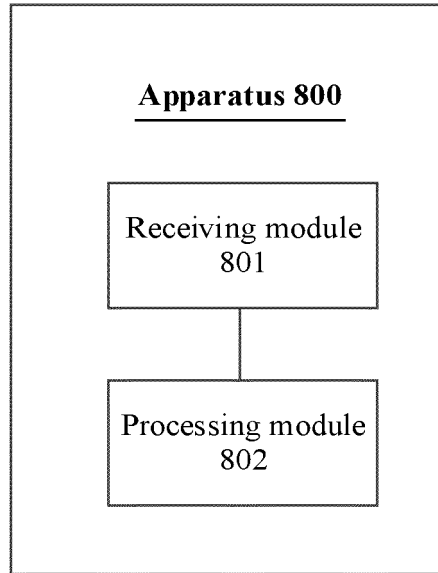 Apparatus 800
Receiving module
801
Processing module
802